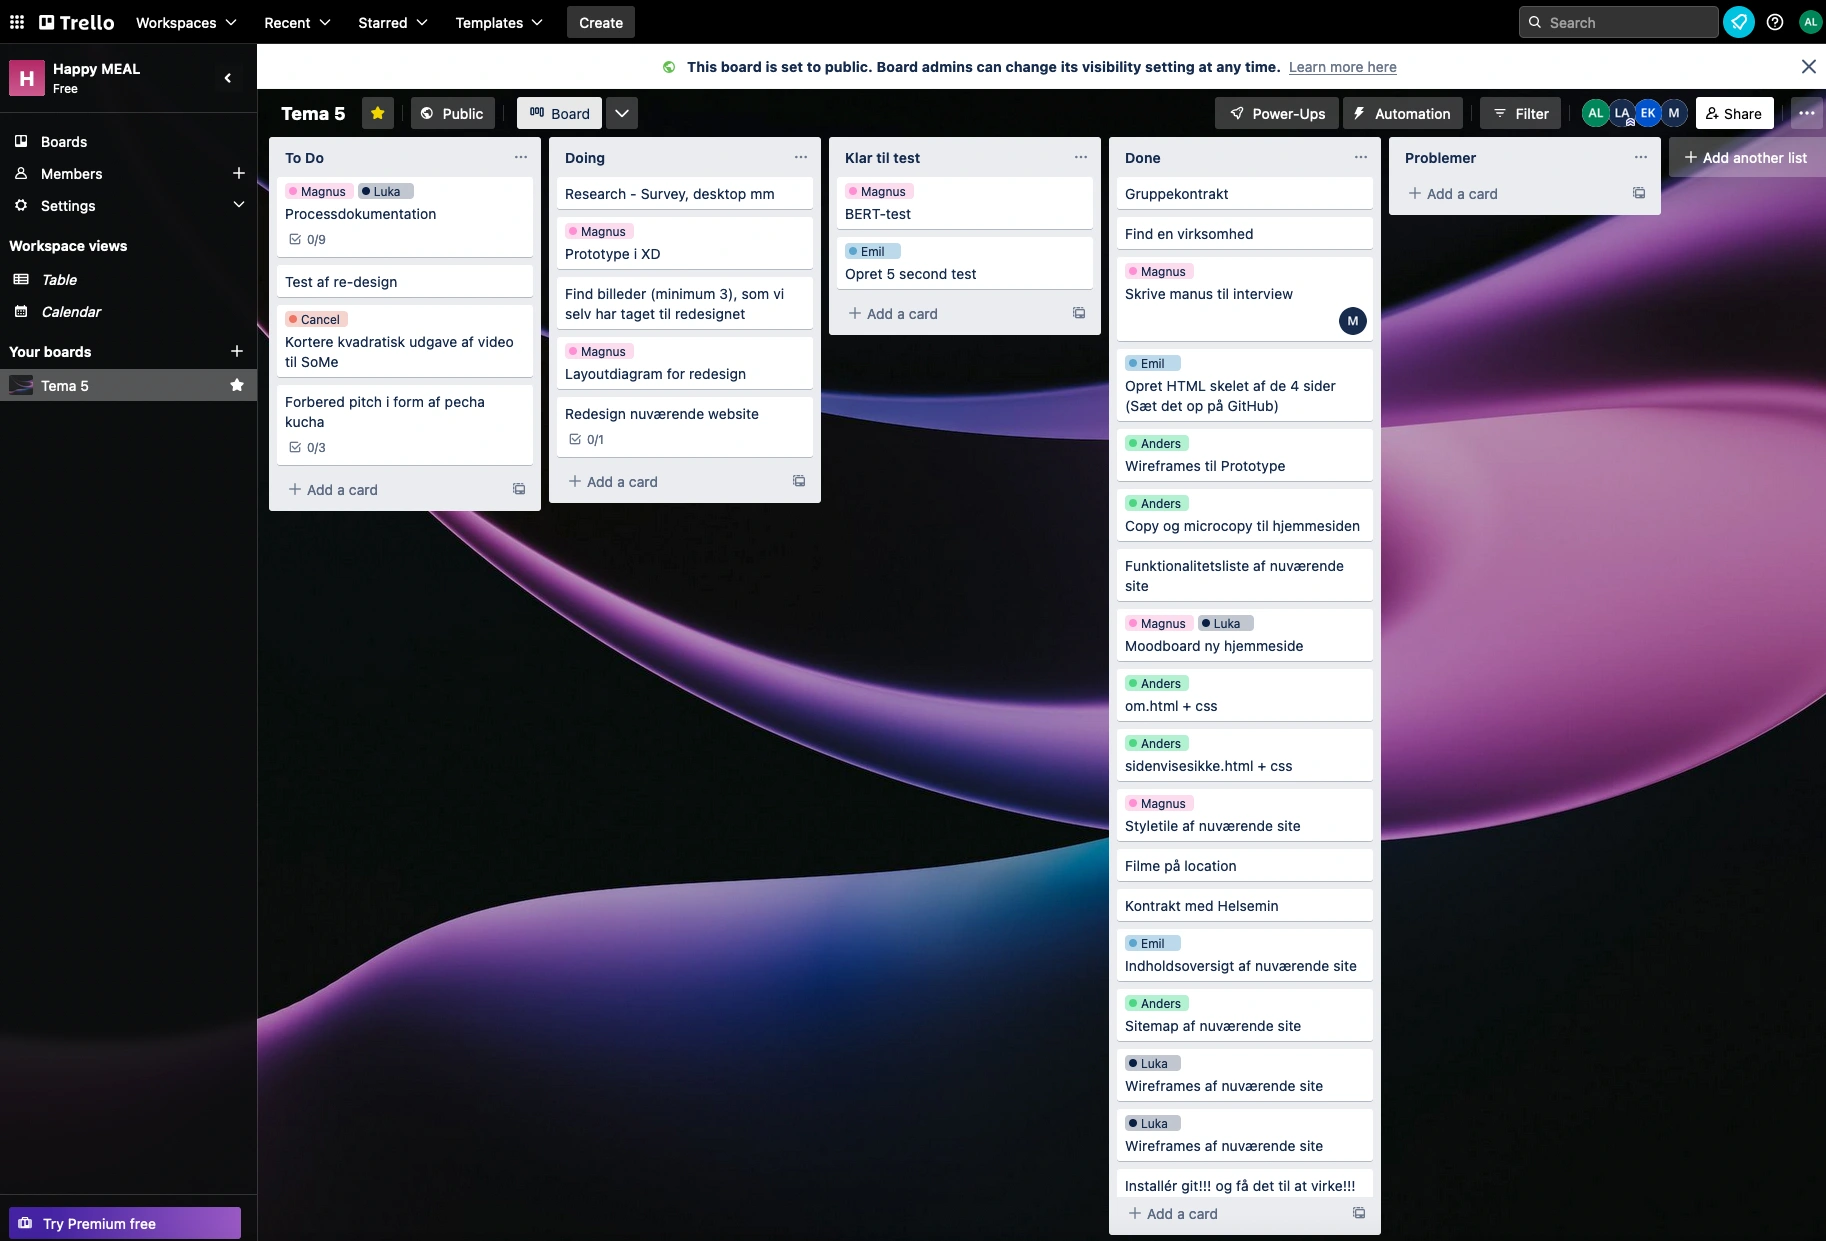 Trello
Workspaces
Recent
Starred
Templates
Create
Search
AL
H
Happy MEAL
Free
This board is set to public. Board admins can change its visibility setting at any time. Learn more here
Boards
Members
Settings
Workspace views
Table
Calendar
Your boards
Tema 5
Try Premium free
Tema 5
Public
Board
Power-Ups
Automation
Filter
AL LA EK M
Share
To Do
Magnus Luka
Processdokumentation
0/9
Test af re-design
Cancel
Kortere kvadratisk udgave af video
til SoMe
Forbered pitch i form af pecha
kucha
0/3
Add a card
Doing
Research - Survey, desktop mm
Magnus
Prototype i XD
Find billeder (minimum 3), som vi
selv har taget til redesignet
Magnus
Layoutdiagram for redesign
Redesign nuværende website
0/1
Add a card
Klar til test
Magnus
BERT-test
Emil
Opret 5 second test
Add a card
Done
Gruppekontrakt
Find en virksomhed
Magnus
Skrive manus til interview
M
Emil
Opret HTML skelet af de 4 sider
(Sæt det op på GitHub)
Anders
Wireframes til Prototype
Anders
Copy og microcopy til hjemmesiden
Funktionalitetsliste af nuværende
site
Magnus Luka
Moodboard ny hjemmeside
Anders
om.html + css
Anders
sidenvisesikke.html + css
Magnus
Styletile af nuværende site
Filme på location
Kontrakt med Helsemin
Emil
Indholdsoversigt af nuværende site
Anders
Sitemap af nuværende site
Luka
Wireframes af nuværende site
Luka
Wireframes af nuværende site
Installér git!!! og få det til at virke!!!
Add a card
Problemer
Add a card
Add another list